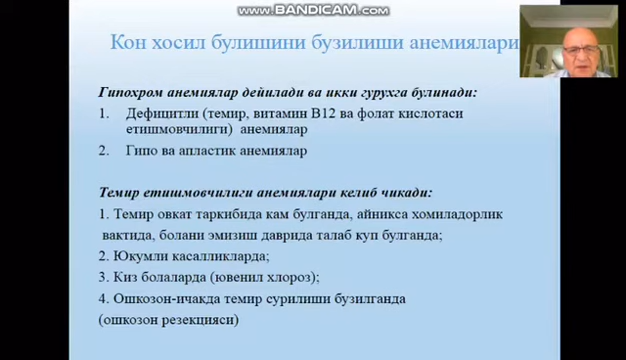 www.BANDICAM.com
Кон хосил булишини бузилиши анемиялари
Гипохром анемиялар дейилади ва икки гурухга булинади:
1. Дефицитли (темир, витамин В12 ва фолат кислотаси
етишмовчилиги) анемиялар
2. Гипо ва апластик анемиялар
Темир етишмовчилиги анемиялари келиб чикади:
1. Темир овкат таркибида кам булганда, айникса хомиладорлик
вактида, болани эмизиш даврида талаб куп булганда;
2. Юкумли касалликларда;
3. Киз болаларда (ювенил хлороз);
4. Ошкозон-ичакда темир сурилиши бузилганда
(ошкозон резекцияси)